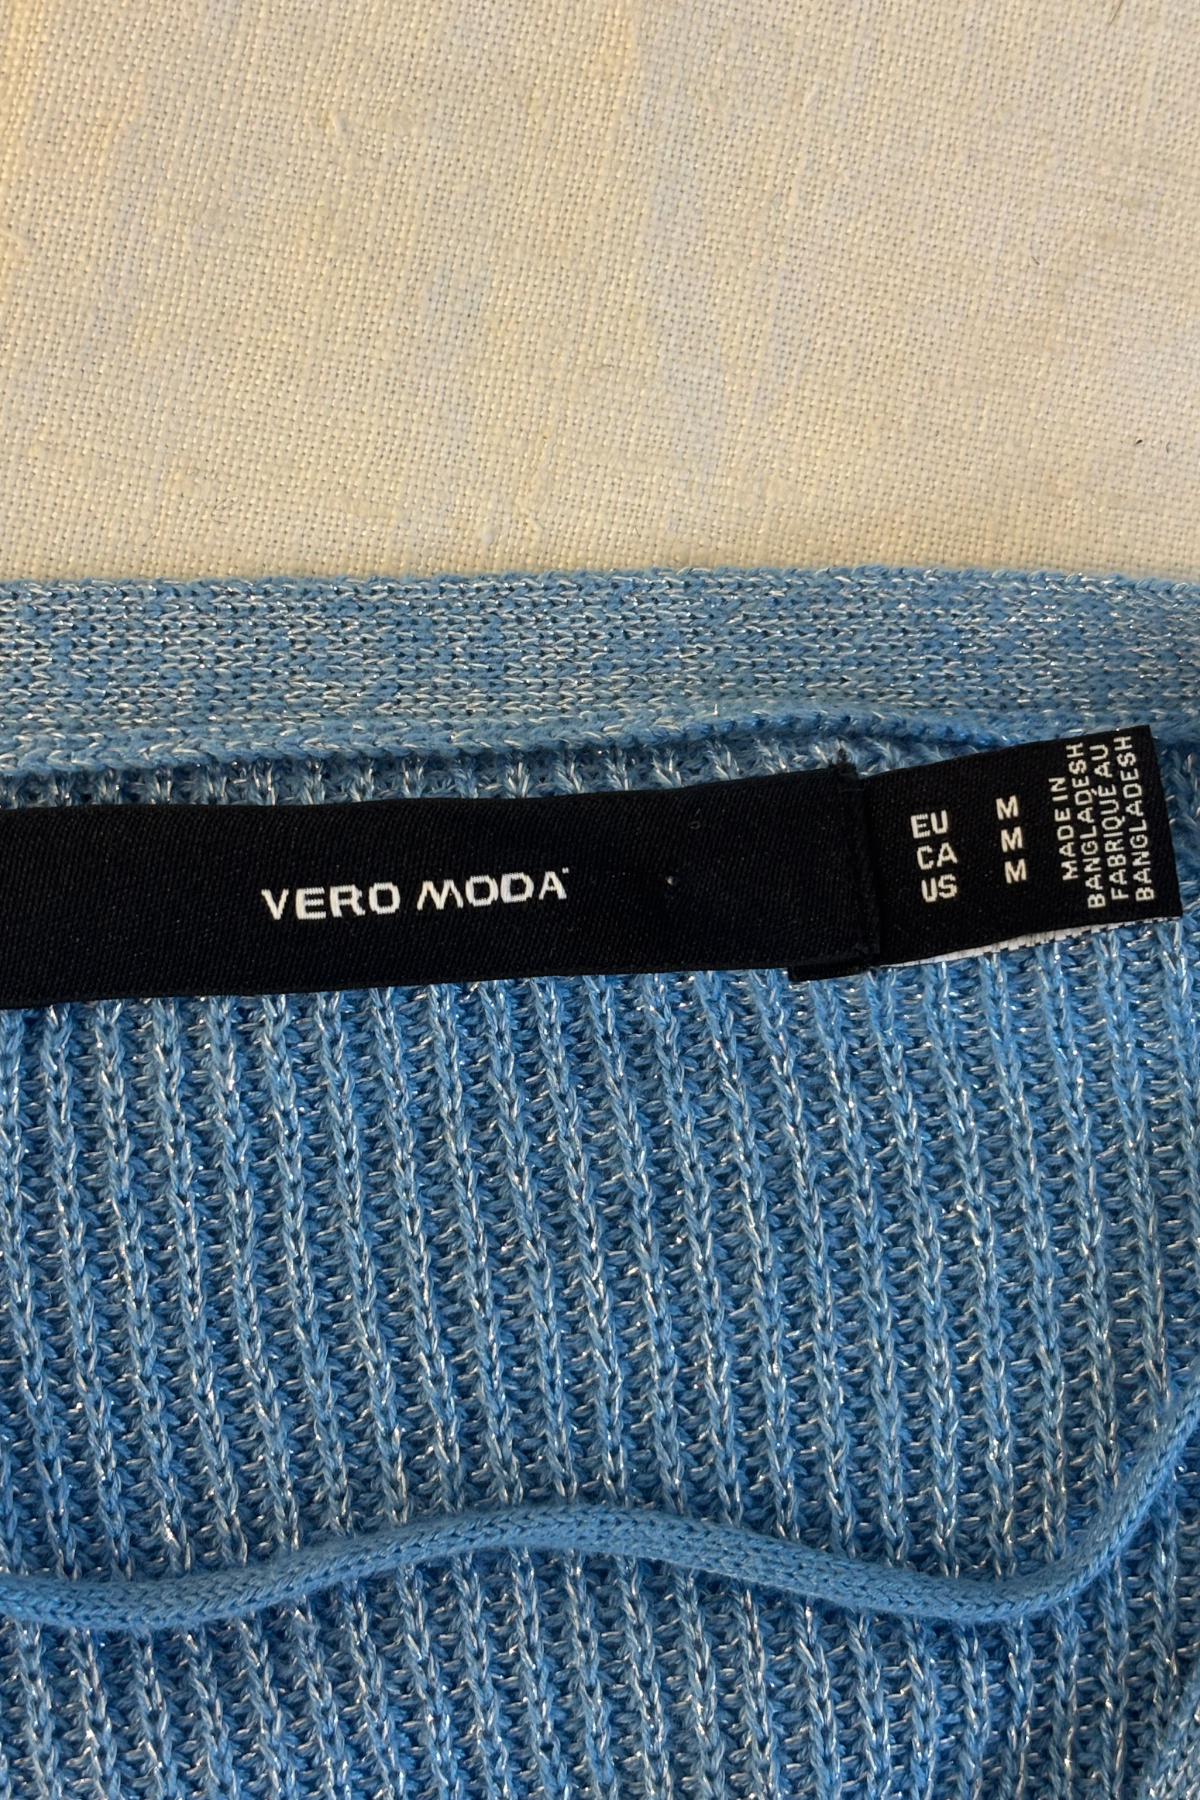 VERO MODA
EU M
CA M
US M
MADE IN
BANGLADESH
FABRIQUÉ AU
BANGLADESH